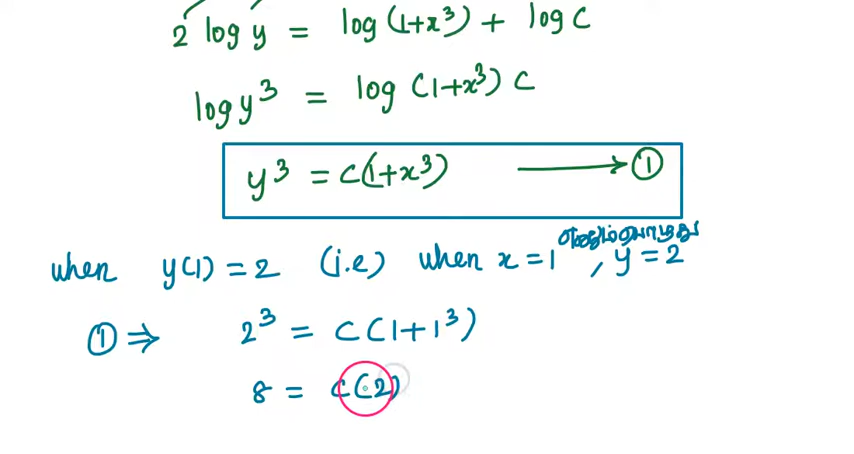 2 log y = log (1+x³) + log C
log y³ = log (1+x³) C
y³ = c(1+x³) ⟶ ①
when y(1) = 2 (i.e) when x = 1 , y = 2
① ⇒ 2³ = C (1+1³)
8 = C(2)